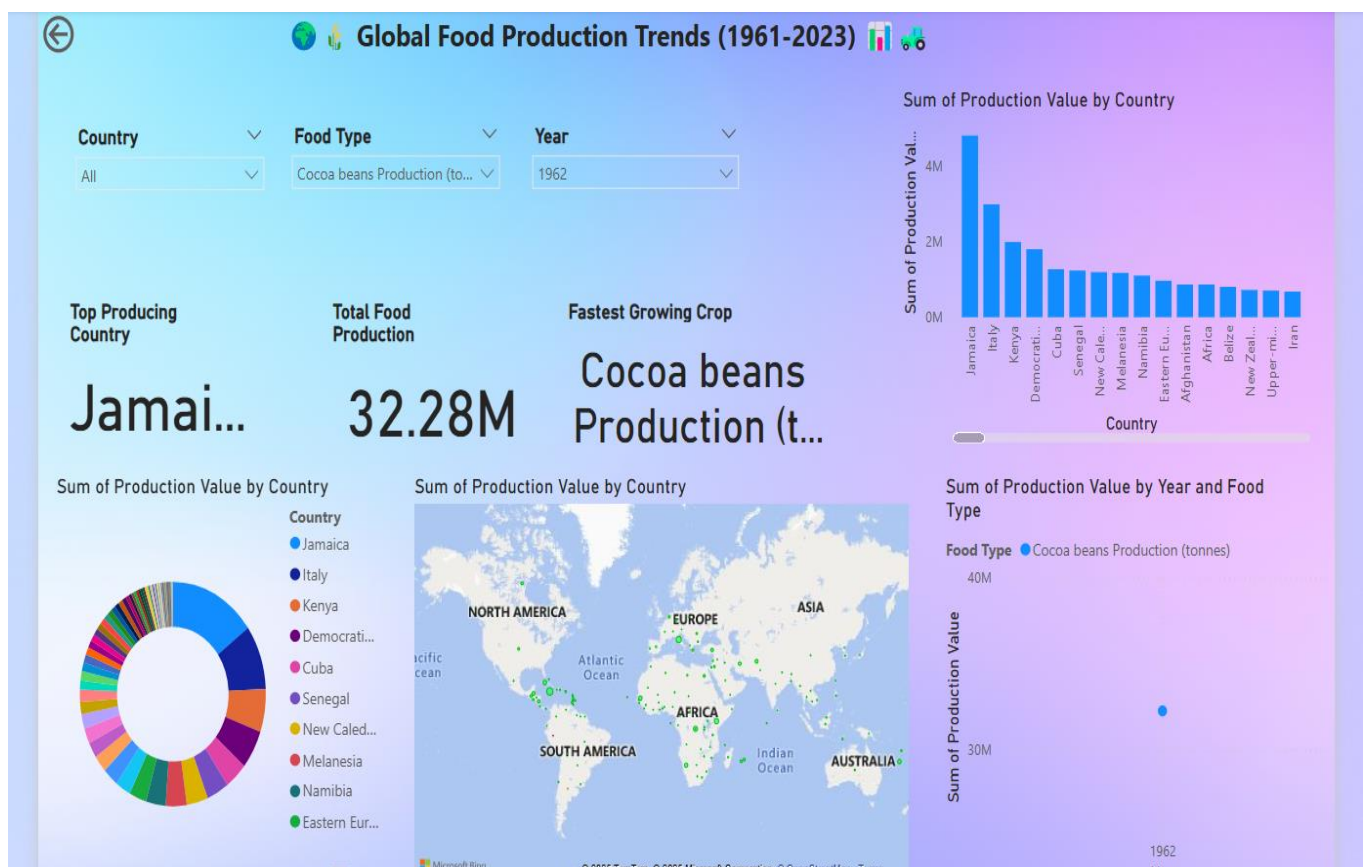 Global Food Production Trends (1961-2023)
Country
All
Food Type
Cocoa beans Production (to...
Year
1962
Sum of Production Value by Country
Sum of Production Val...
4M
2M
0M
Jamaica
Italy
Kenya
Democrati...
Cuba
Senegal
New Cale...
Melanesia
Namibia
Eastern Eu...
Afghanistan
Africa
Belize
New Zeal...
Upper-mi...
Iran
Country
Top Producing
Country
Jamai...
Total Food
Production
32.28M
Fastest Growing Crop
Cocoa beans
Production (t...
Sum of Production Value by Country
Country
Jamaica
Italy
Kenya
Democrati...
Cuba
Senegal
New Caled...
Melanesia
Namibia
Eastern Eur...
Sum of Production Value by Country
NORTH AMERICA
EUROPE
ASIA
acific
cean
Atlantic
Ocean
AFRICA
SOUTH AMERICA
Indian
Ocean
AUSTRALIA
Microsoft Bing
Sum of Production Value by Year and Food
Type
Food Type Cocoa beans Production (tonnes)
Sum of Production Value
40M
30M
1962